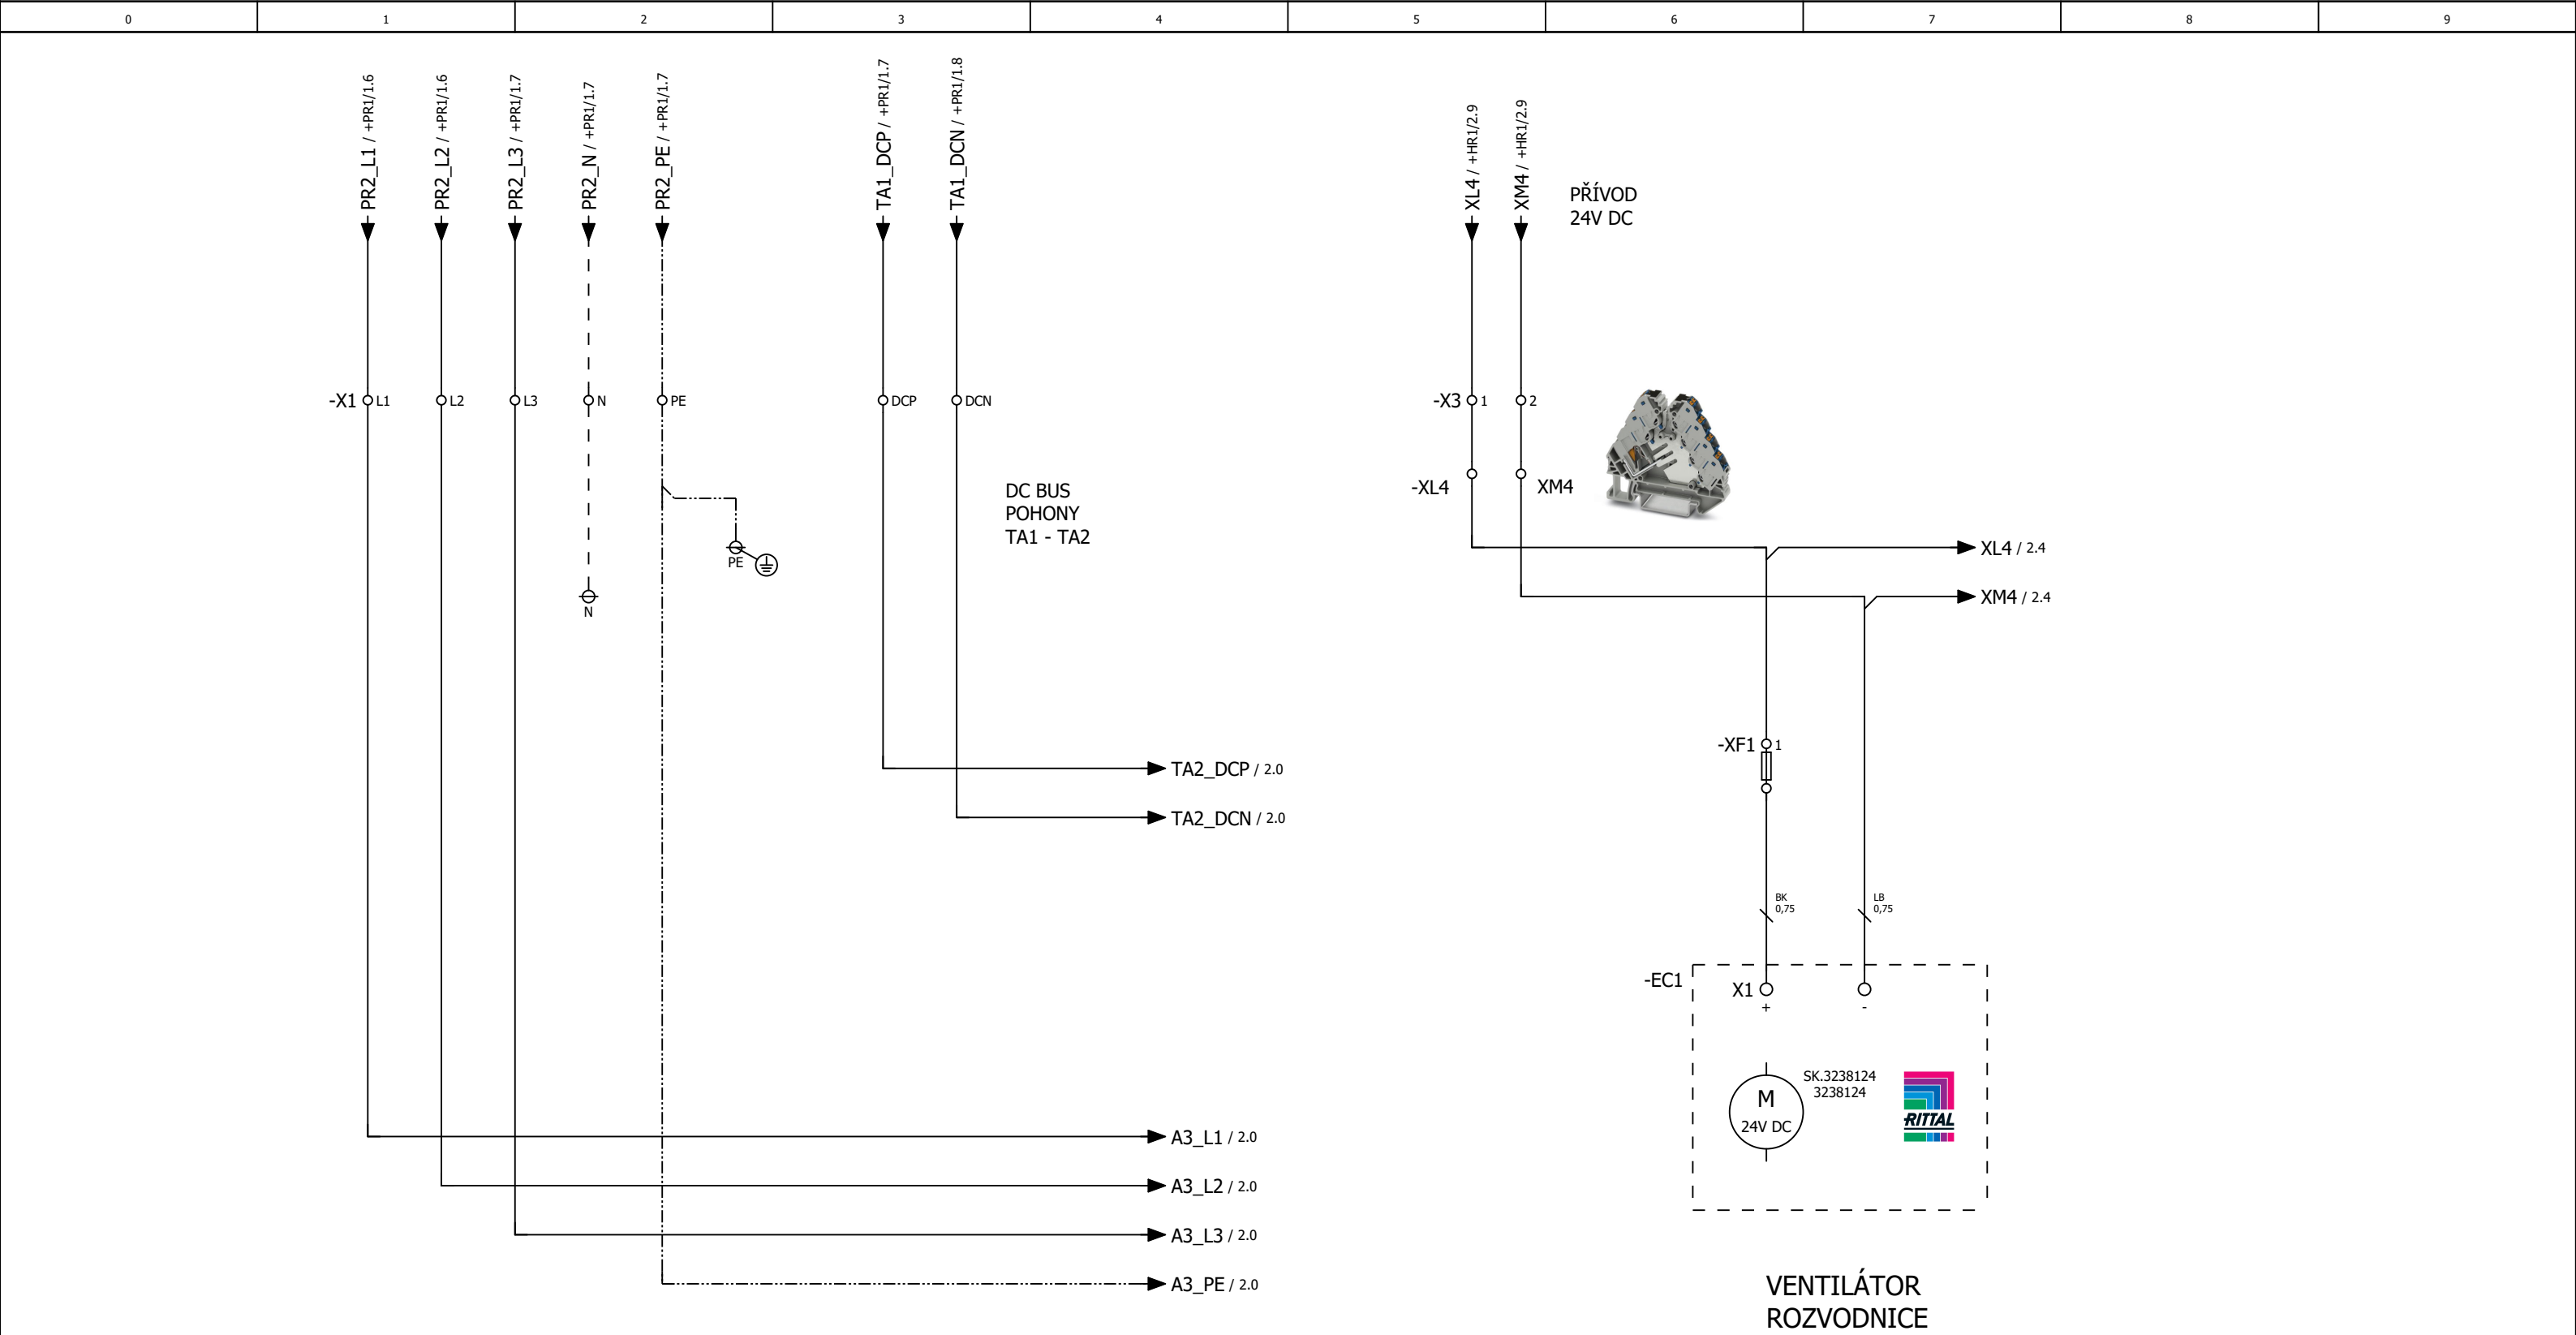 0 1 2 3 4 5 6 7 8 9
PR2_L1 / +PR1/1.6
PR2_L2 / +PR1/1.6
PR2_L3 / +PR1/1.7
PR2_N / +PR1/1.7
PR2_PE / +PR1/1.7
TA1_DCP / +PR1/1.7
TA1_DCN / +PR1/1.8
XL4 / +HR1/2.9
XM4 / +HR1/2.9
PŘÍVOD
24V DC
-X1 L1 L2 L3 N PE DCP DCN
-X3 1 2
-XL4 XM4
DC BUS
POHONY
TA1 - TA2
PE
N
XL4 / 2.4
XM4 / 2.4
-XF1 1
TA2_DCP / 2.0
TA2_DCN / 2.0
BK
0,75
LB
0,75
-EC1
X1
+ -
M
24V DC
SK.3238124
3238124
RITTAL
A3_L1 / 2.0
A3_L2 / 2.0
A3_L3 / 2.0
A3_PE / 2.0
VENTILÁTOR
ROZVODNICE